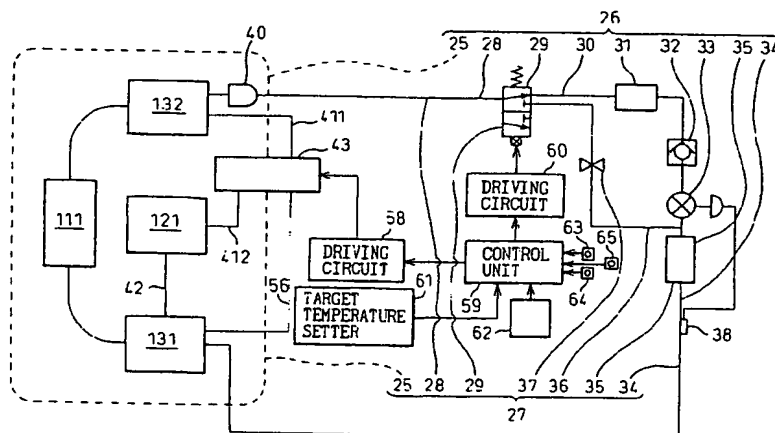 26
40
25 28 29 30 31 32 33 35 34
132
411
43
60
DRIVING
CIRCUIT
111
121
58
63
65
412
DRIVING
CIRCUIT
CONTROL
UNIT
64
59
42
56
61
TARGET
TEMPERATURE
SETTER
62
131
38
25 28 29 37 36 35 34
27